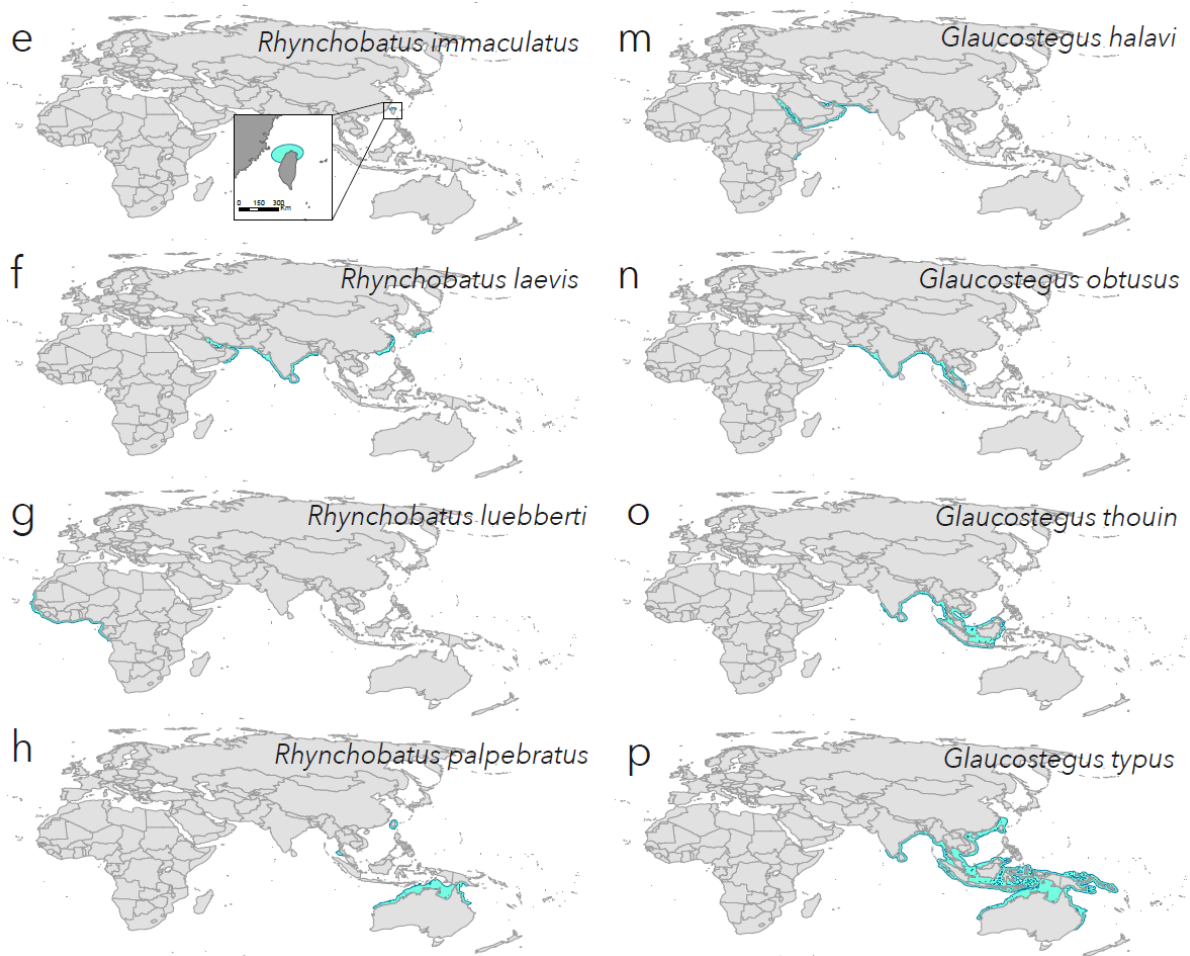 e
Rhynchobatus immaculatus
0 150 300
Km
f
Rhynchobatus laevis
g
Rhynchobatus luebberti
h
Rhynchobatus palpebratus
m
Glaucostegus halavi
n
Glaucostegus obtusus
o
Glaucostegus thouin
p
Glaucostegus typus